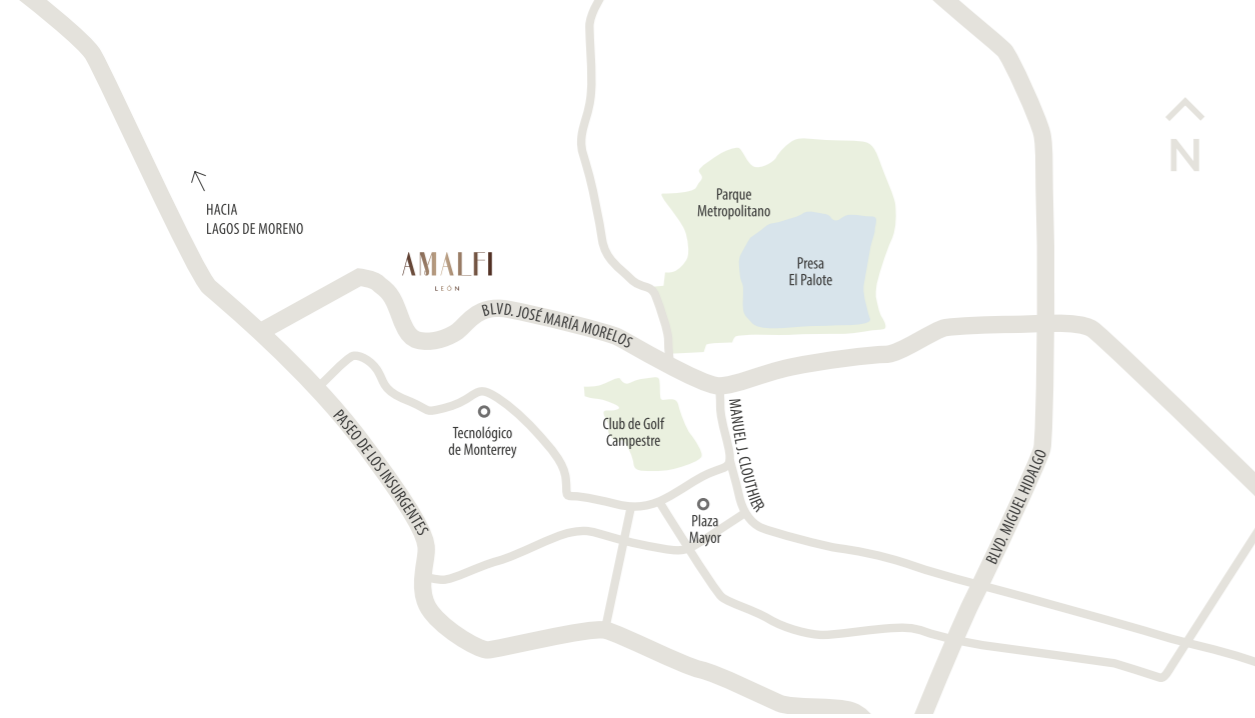 N
Parque
Metropolitano
HACIA
LAGOS DE MORENO
AMALFI
LEÓN
Presa
El Palote
BLVD. JOSÉ MARÍA MORELOS
MANUEL J. CLOUTHIER
PASEO DE LOS INSURGENTES
Club de Golf
Campestre
Tecnológico
de Monterrey
BLVD. MIGUEL HIDALGO
Plaza
Mayor